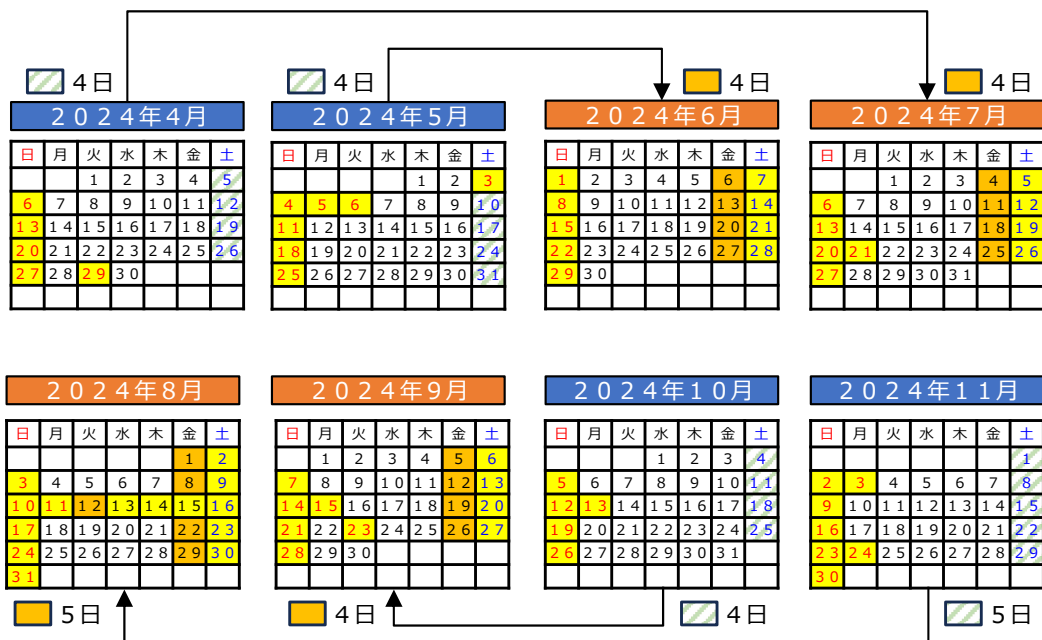 4日 4日 4日 4日
2024年4月 2024年5月 2024年6月 2024年7月
日 月 火 水 木 金 土 日 月 火 水 木 金 土 日 月 火 水 木 金 土 日 月 火 水 木 金 土
1 2 3 4 5 1 2 3 1 2 3 4 5 6 7 1 2 3 4 5
6 7 8 9 10 11 12 4 5 6 7 8 9 10 8 9 10 11 12 13 14 6 7 8 9 10 11 12
13 14 15 16 17 18 19 11 12 13 14 15 16 17 15 16 17 18 19 20 21 13 14 15 16 17 18 19
20 21 22 23 24 25 26 18 19 20 21 22 23 24 22 23 24 25 26 27 28 20 21 22 23 24 25 26
27 28 29 30 25 26 27 28 29 30 31 29 30 27 28 29 30 31
2024年8月 2024年9月 2024年10月 2024年11月
日 月 火 水 木 金 土 日 月 火 水 木 金 土 日 月 火 水 木 金 土 日 月 火 水 木 金 土
1 2 1 2 3 4 5 6 1 2 3 4 1
3 4 5 6 7 8 9 7 8 9 10 11 12 13 5 6 7 8 9 10 11 2 3 4 5 6 7 8
10 11 12 13 14 15 16 14 15 16 17 18 19 20 12 13 14 15 16 17 18 9 10 11 12 13 14 15
17 18 19 20 21 22 23 21 22 23 24 25 26 27 19 20 21 22 23 24 25 16 17 18 19 20 21 22
24 25 26 27 28 29 30 28 29 30 26 27 28 29 30 31 23 24 25 26 27 28 29
31 30
5日 4日 4日 5日